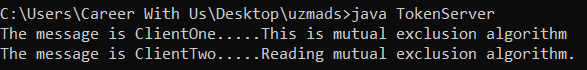 C:\Users\Career With Us\Desktop\uzmads>java TokenServer
The message is ClientOne.....This is mutual exclusion algorithm
The message is ClientTwo.....Reading mutual exclusion algorithm.